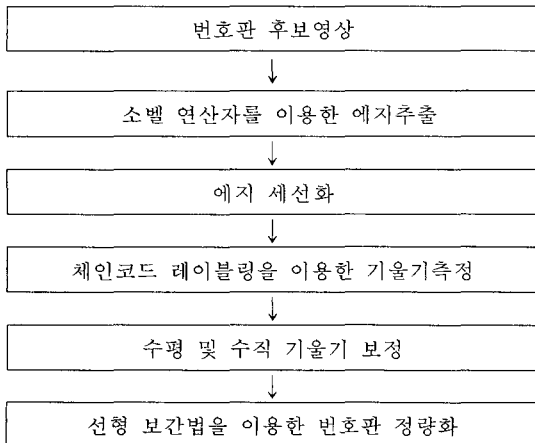 번호판 후보영상
소벨 연산자를 이용한 에지추출
에지 세선화
체인코드 레이블링을 이용한 기울기측정
수평 및 수직 기울기 보정
선형 보간법을 이용한 번호판 정량화